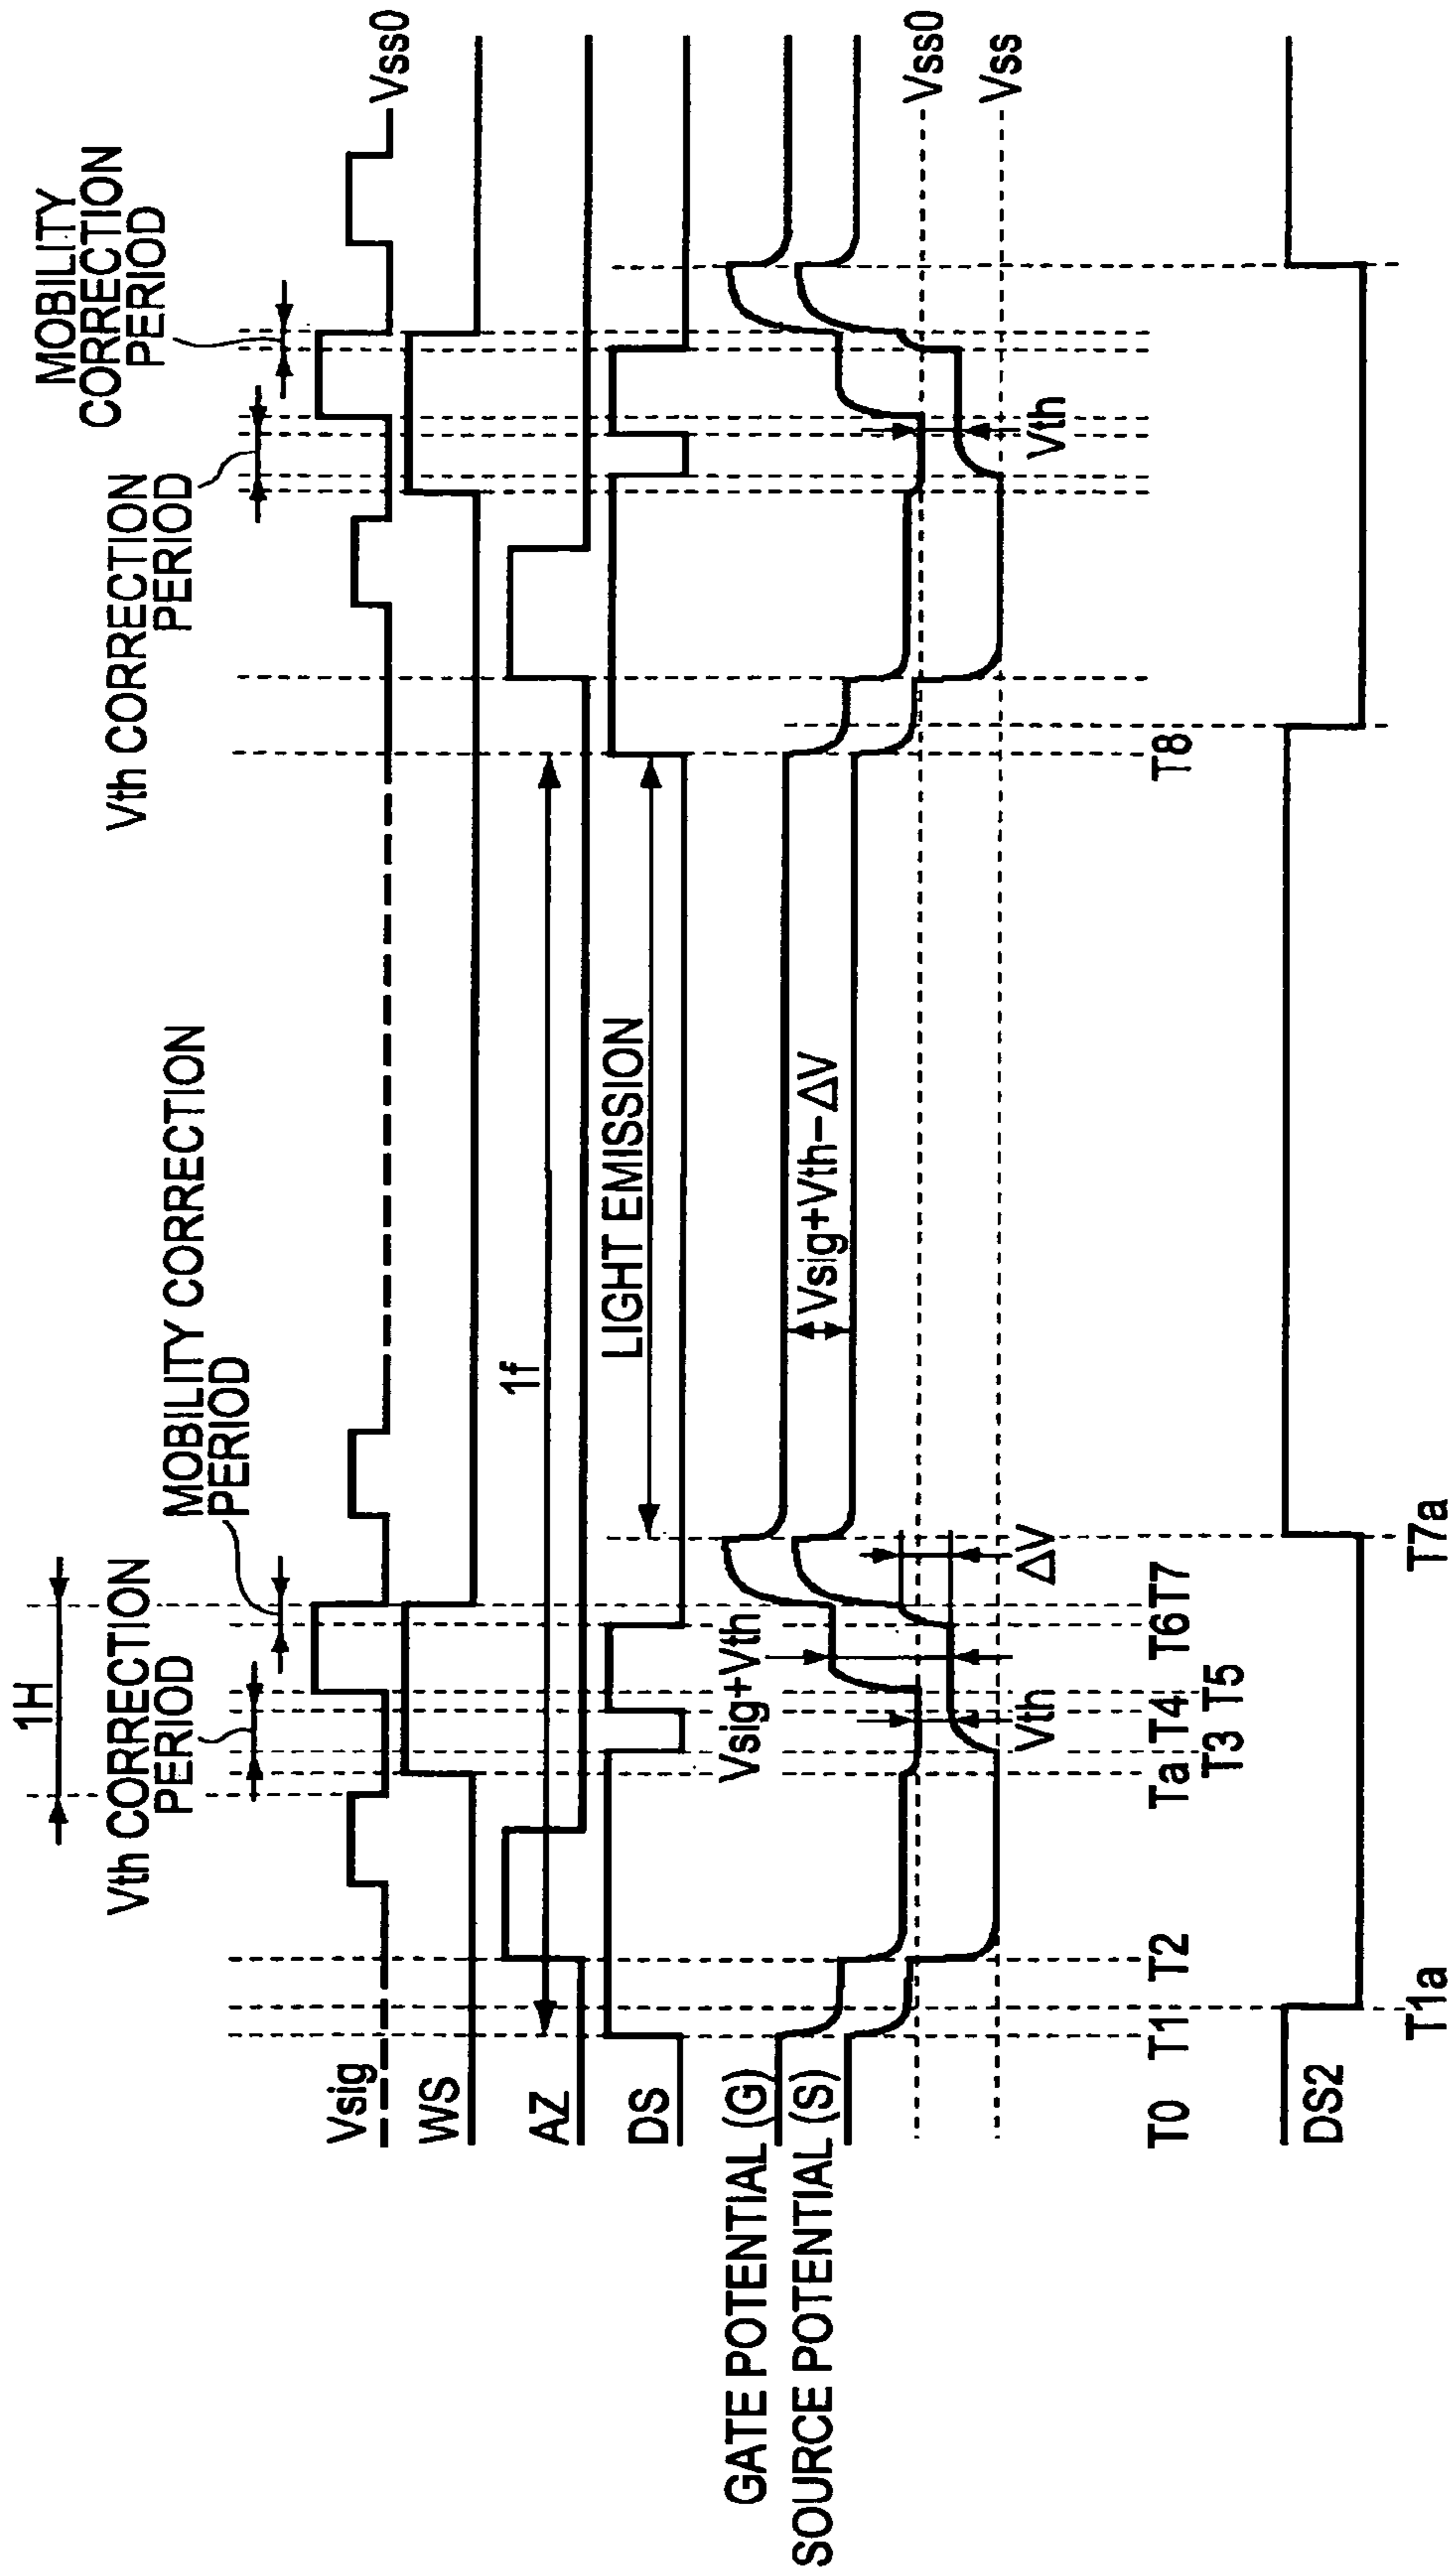 1H
Vth CORRECTION
PERIOD
MOBILITY CORRECTION
PERIOD
Vth CORRECTION
PERIOD
MOBILITY
CORRECTION
PERIOD
Vsig
Vss0
WS
AZ
1f
DS
LIGHT EMISSION
GATE POTENTIAL (G)
SOURCE POTENTIAL (S)
Vsig+Vth
Vsig+Vth−ΔV
Vss0
Vss
Vth
ΔV
Vth
T0 T1 T2 Ta T4 T6 T7 T8
T3 T5
DS2
T1a T7a